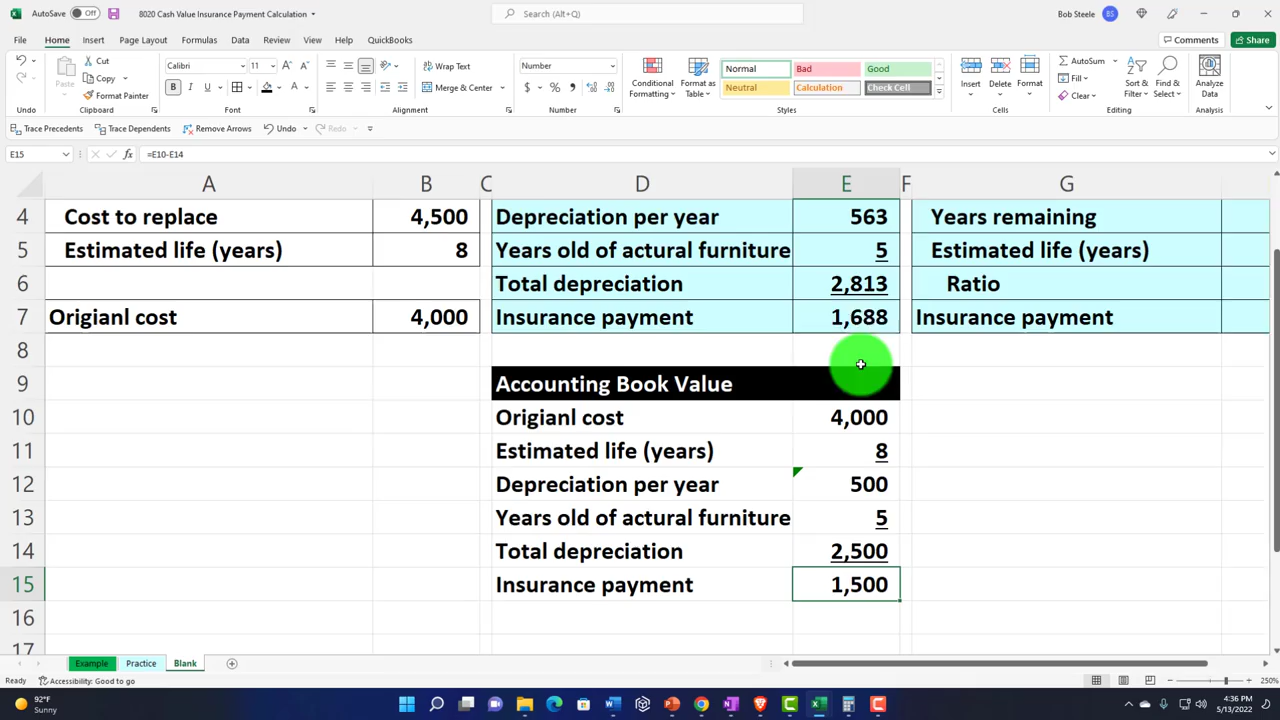 AutoSave Off 8020 Cash Value Insurance Payment Calculation Search (Alt+Q) Bob Steele BS
File Home Insert Page Layout Formulas Data Review View Help QuickBooks Comments Share
Paste Cut Copy Format Painter Calibri 11 B I U Wrap Text Merge & Center Number $ % Conditional Formatting Format as Table Normal Bad Good Neutral Calculation Check Cell Insert Delete Format AutoSum Fill Clear Sort & Filter Find & Select Analyze Data
Undo Clipboard Font Alignment Number Styles Cells Editing Analysis
Trace Precedents Trace Dependents Remove Arrows Undo Redo
E15 fx =E10-E14
A B C D E F G
4 Cost to replace 4,500 Depreciation per year 563 Years remaining
5 Estimated life (years) 8 Years old of actural furniture 5 Estimated life (years)
6 Total depreciation 2,813 Ratio
7 Origianl cost 4,000 Insurance payment 1,688 Insurance payment
8
9 Accounting Book Value
10 Origianl cost 4,000
11 Estimated life (years) 8
12 Depreciation per year 500
13 Years old of actural furniture 5
14 Total depreciation 2,500
15 Insurance payment 1,500
16
17
Example Practice Blank
Ready Accessibility: Good to go 250%
92°F
Sunny
4:36 PM
5/13/2022